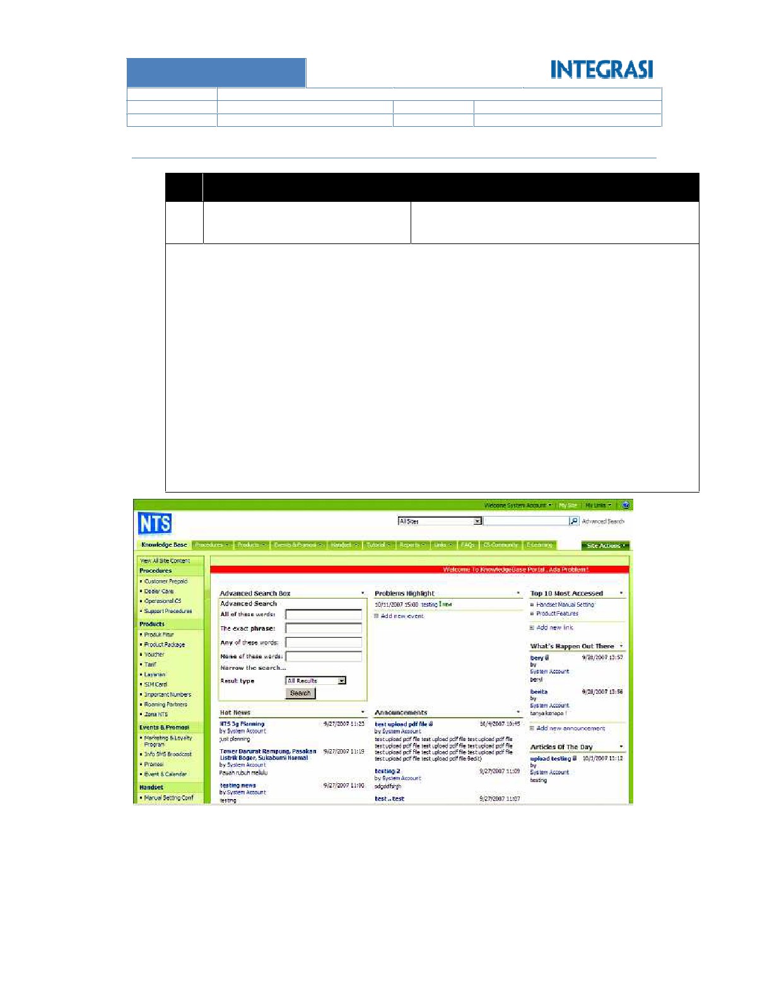 INTEGRASI
Welcome System Account | My Site | My Links
NTS
All Sites
Advanced Search
Knowledge Base Procedures Products Events & Promosi Handset Tutorial Reports Links FAQs CS Community E-Learning Site Actions
View All Site Content
Procedures
Customer Prepaid
Dealer Care
Operasional CS
Support Procedures
Products
Produk Fitur
Product Package
Voucher
Tarif
Layanan
SIM Card
Important Numbers
Roaming Partners
Zona NTS
Events & Promosi
Marketing & Loyalty
Program
Info SMS Broadcast
Promosi
Event & Calendar
Handset
Manual Setting Conf
Welcome To KnowledgeBase Portal. Ada Problem!
Advanced Search Box
Advanced Search
All of these words:
The exact phrase:
Any of these words:
None of these words:
Narrow the search...
Result type
All Results
Search
Problems Highlight
10/11/2007 15:00 testing ! NEW
Add new event
Top 10 Most Accessed
Handset Manual Setting
Product Features
Add new link
What's Happen Out There
bery 9/28/2007 13:57
by
System Account
beryl
berita 9/28/2007 13:56
by
System Account
tanya kenapa !
Add new announcement
Hot News
NTS 3g Planning 9/27/2007 11:23
by System Account
just planning
Tower Darurat Rampung, Pasokan 9/27/2007 11:19
Listrik Bogor, Sukabumi Normal
by System Account
Payah rubuh melulu
testing news 9/27/2007 11:00
by System Account
testing
Announcements
test upload pdf file 10/4/2007 10:45
by System Account
test upload pdf file test upload pdf file test upload pdf file
test upload pdf file test upload pdf file test upload pdf file
test upload pdf file test upload pdf file test upload pdf file
test upload pdf file test upload pdf file 9edit)
testing 2 9/27/2007 11:09
by System Account
test .. test 9/27/2007 11:07
Articles Of The Day
upload testing 10/3/2007 11:12
by
System Account
testing